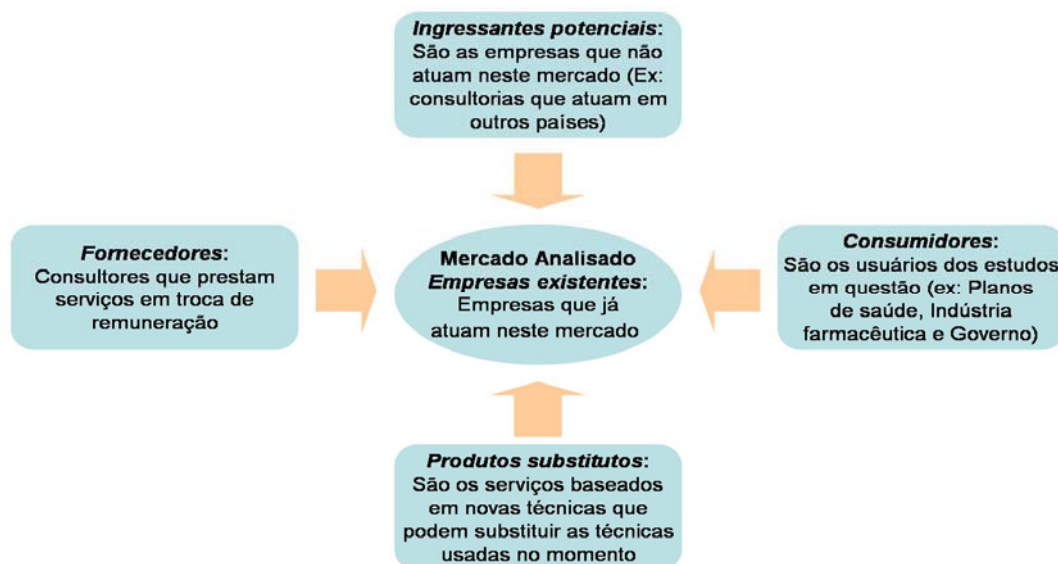 Ingressantes potenciais:
São as empresas que não
atuam neste mercado (Ex:
consultorias que atuam em
outros países)
Fornecedores:
Consultores que prestam
serviços em troca de
remuneração
Mercado Analisado
Empresas existentes:
Empresas que já
atuam neste mercado
Consumidores:
São os usuários dos estudos
em questão (ex: Planos
de saúde, Indústria
farmacêutica e Governo)
Produtos substitutos:
São os serviços baseados
em novas técnicas que
podem substituir as técnicas
usadas no momento